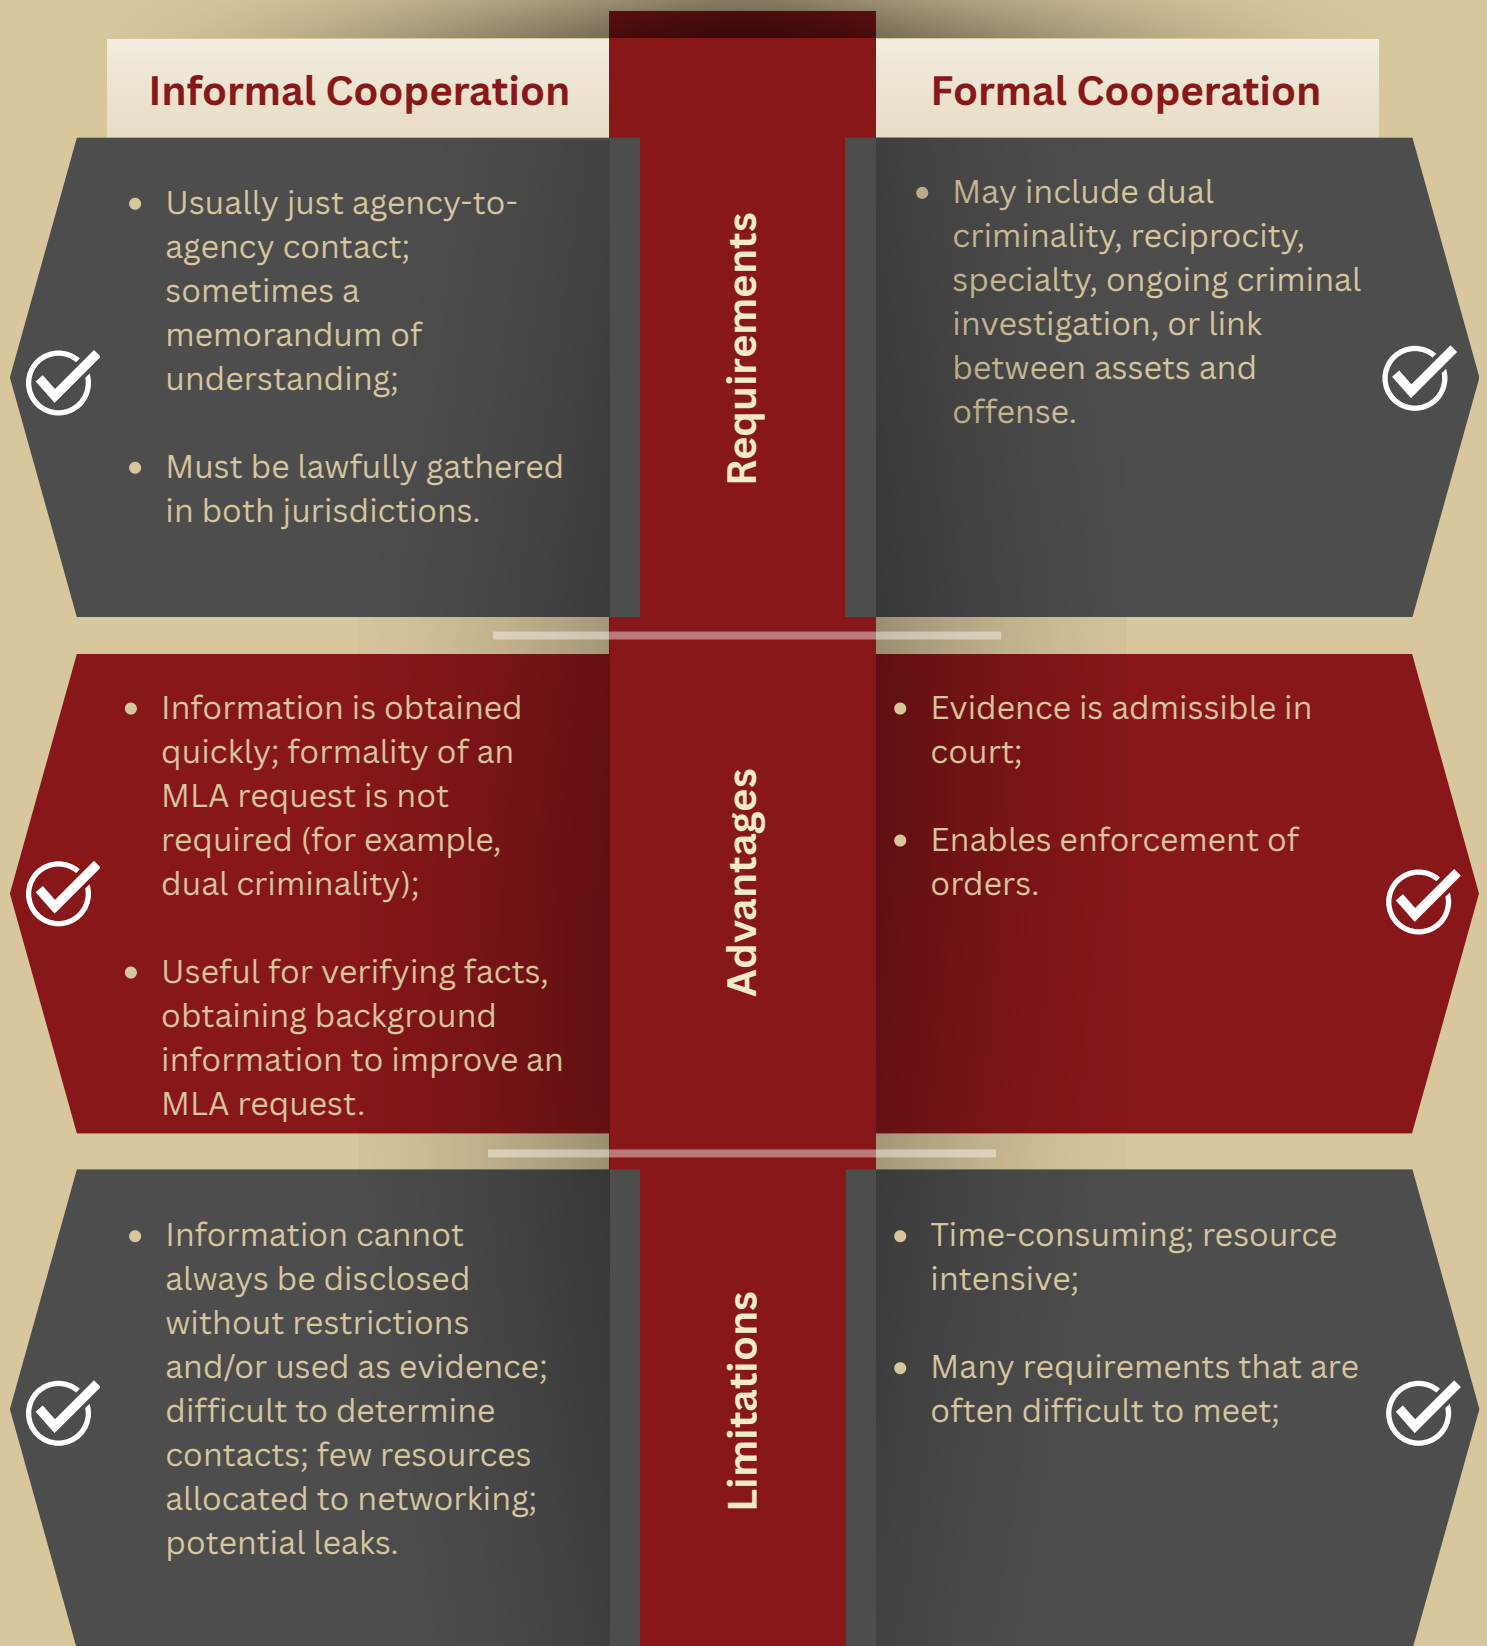 Informal Cooperation
Formal Cooperation
Requirements
• Usually just agency-to-
agency contact;
sometimes a
memorandum of
understanding;
• Must be lawfully gathered
in both jurisdictions.
• May include dual
criminality, reciprocity,
specialty, ongoing criminal
investigation, or link
between assets and
offense.
Advantages
• Information is obtained
quickly; formality of an
MLA request is not
required (for example,
dual criminality);
• Useful for verifying facts,
obtaining background
information to improve an
MLA request.
• Evidence is admissible in
court;
• Enables enforcement of
orders.
Limitations
• Information cannot
always be disclosed
without restrictions
and/or used as evidence;
difficult to determine
contacts; few resources
allocated to networking;
potential leaks.
• Time-consuming; resource
intensive;
• Many requirements that are
often difficult to meet;